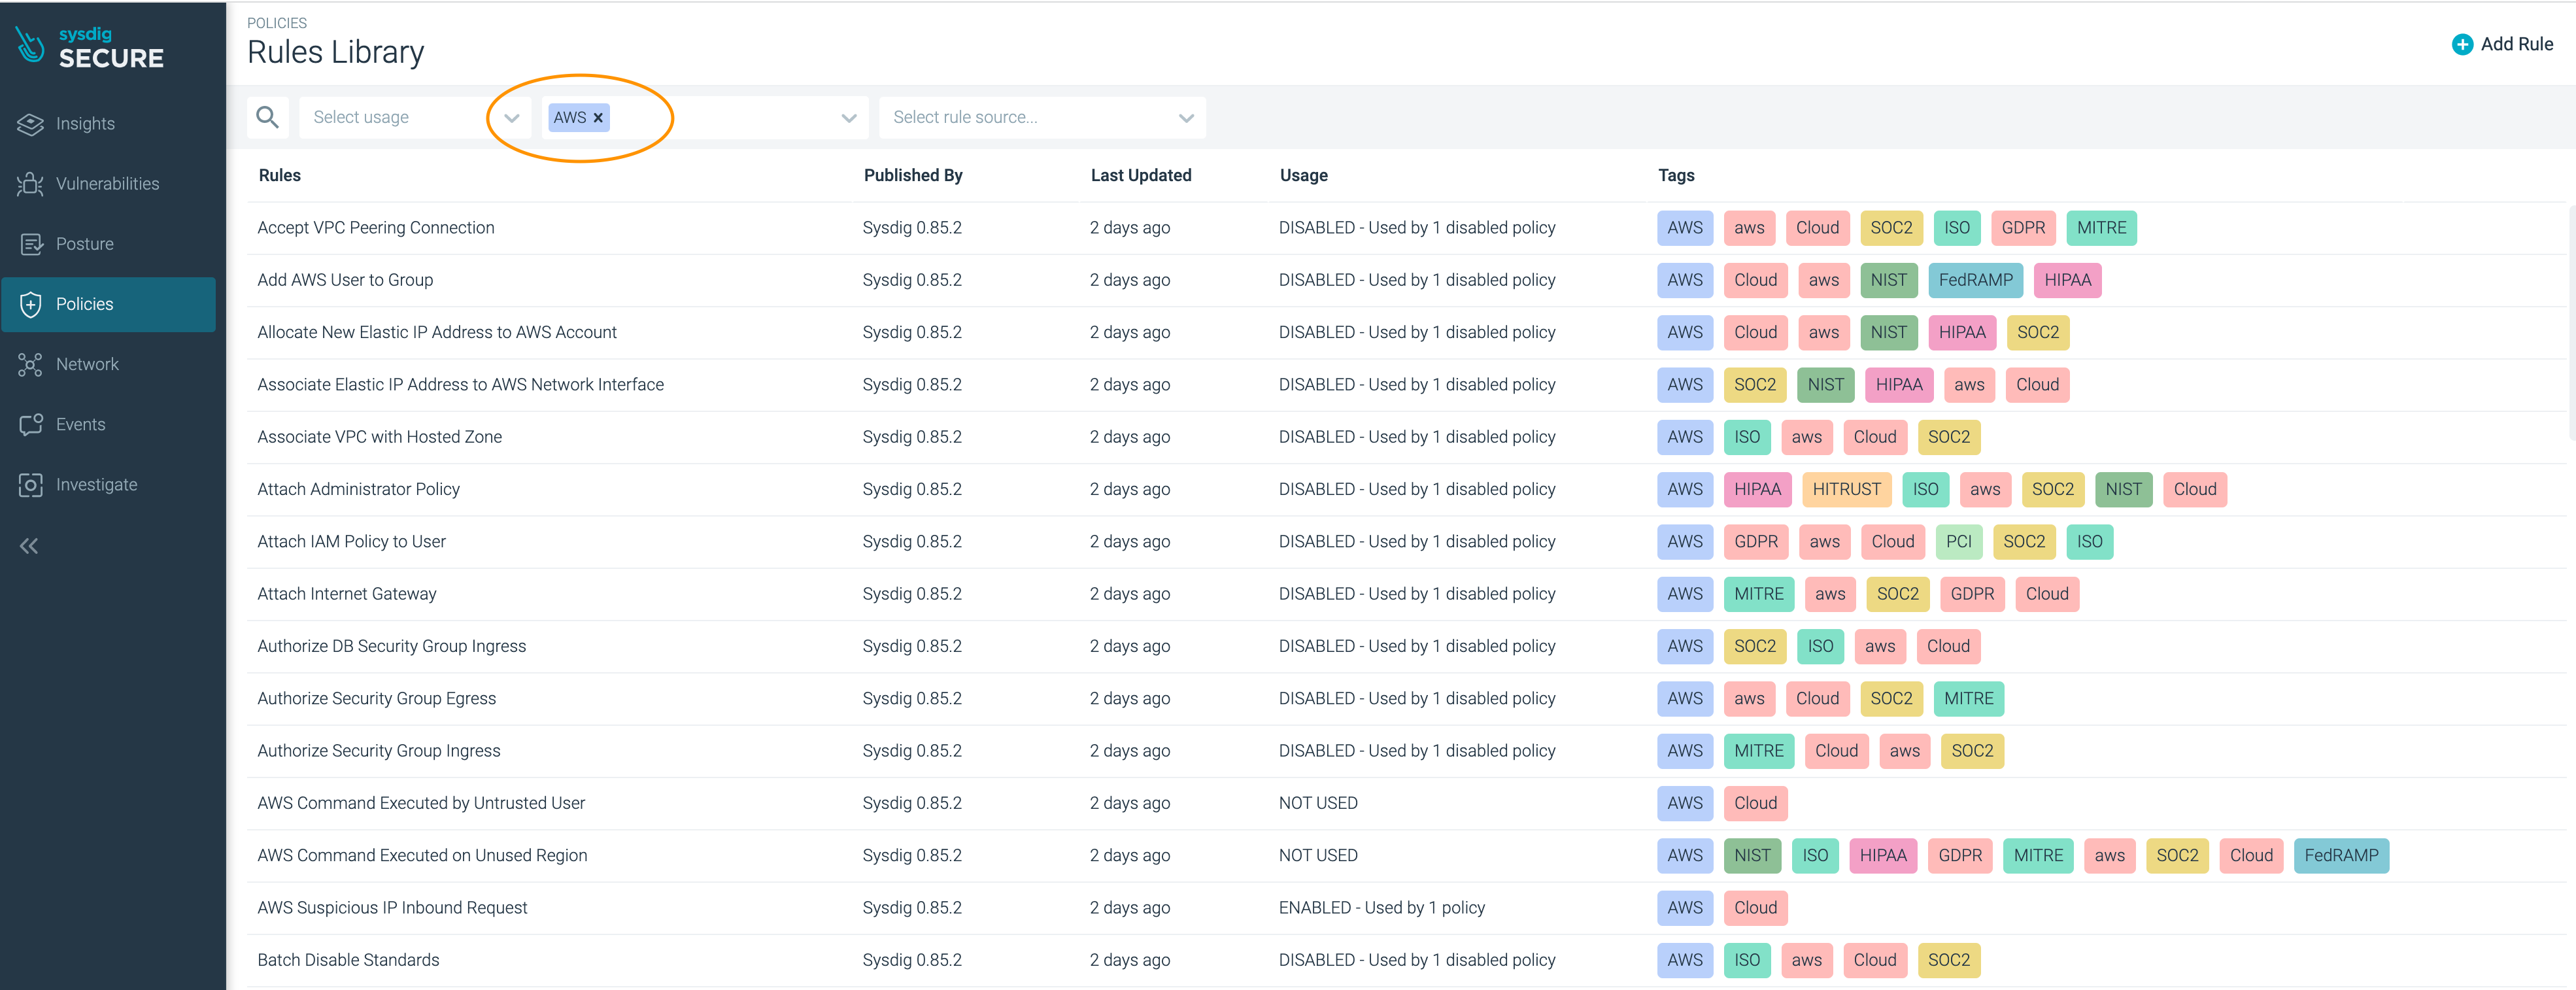 sysdig
SECURE
Insights
Vulnerabilities
Posture
Policies
Network
Events
Investigate
POLICIES
Rules Library
Add Rule
Select usage AWS Select rule source...
Rules Published By Last Updated Usage Tags
Accept VPC Peering Connection Sysdig 0.85.2 2 days ago DISABLED - Used by 1 disabled policy AWS aws Cloud SOC2 ISO GDPR MITRE
Add AWS User to Group Sysdig 0.85.2 2 days ago DISABLED - Used by 1 disabled policy AWS Cloud aws NIST FedRAMP HIPAA
Allocate New Elastic IP Address to AWS Account Sysdig 0.85.2 2 days ago DISABLED - Used by 1 disabled policy AWS Cloud aws NIST HIPAA SOC2
Associate Elastic IP Address to AWS Network Interface Sysdig 0.85.2 2 days ago DISABLED - Used by 1 disabled policy AWS SOC2 NIST HIPAA aws Cloud
Associate VPC with Hosted Zone Sysdig 0.85.2 2 days ago DISABLED - Used by 1 disabled policy AWS ISO aws Cloud SOC2
Attach Administrator Policy Sysdig 0.85.2 2 days ago DISABLED - Used by 1 disabled policy AWS HIPAA HITRUST ISO aws SOC2 NIST Cloud
Attach IAM Policy to User Sysdig 0.85.2 2 days ago DISABLED - Used by 1 disabled policy AWS GDPR aws Cloud PCI SOC2 ISO
Attach Internet Gateway Sysdig 0.85.2 2 days ago DISABLED - Used by 1 disabled policy AWS MITRE aws SOC2 GDPR Cloud
Authorize DB Security Group Ingress Sysdig 0.85.2 2 days ago DISABLED - Used by 1 disabled policy AWS SOC2 ISO aws Cloud
Authorize Security Group Egress Sysdig 0.85.2 2 days ago DISABLED - Used by 1 disabled policy AWS aws Cloud SOC2 MITRE
Authorize Security Group Ingress Sysdig 0.85.2 2 days ago DISABLED - Used by 1 disabled policy AWS MITRE Cloud aws SOC2
AWS Command Executed by Untrusted User Sysdig 0.85.2 2 days ago NOT USED AWS Cloud
AWS Command Executed on Unused Region Sysdig 0.85.2 2 days ago NOT USED AWS NIST ISO HIPAA GDPR MITRE aws SOC2 Cloud FedRAMP
AWS Suspicious IP Inbound Request Sysdig 0.85.2 2 days ago ENABLED - Used by 1 policy AWS Cloud
Batch Disable Standards Sysdig 0.85.2 2 days ago DISABLED - Used by 1 disabled policy AWS ISO aws Cloud SOC2